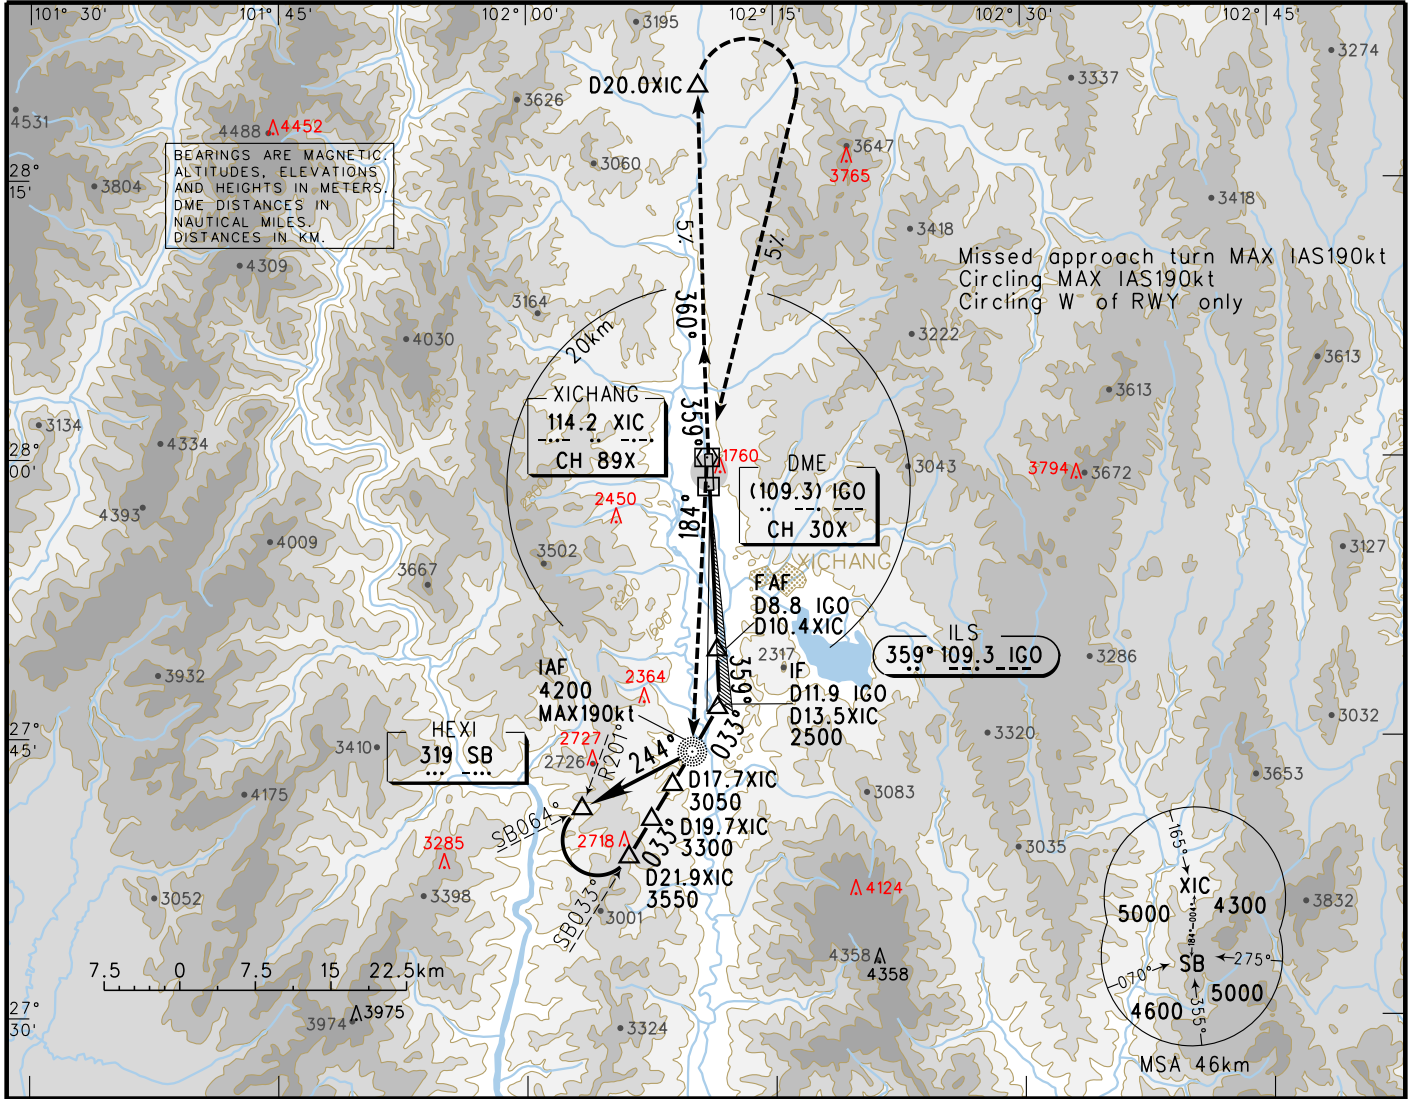 101° 30'
101° 45'
102° 00'
102° 15'
102° 30'
102° 45'
3195
3274
3337
D20.0XIC
3626
4531
4488
4452
BEARINGS ARE MAGNETIC.
ALTITUDES, ELEVATIONS
AND HEIGHTS IN METERS.
DME DISTANCES IN
NAUTICAL MILES.
DISTANCES IN KM.
3060
3647
3765
28°
15'
3804
3418
3418
5%
5%
Missed approach turn MAX IAS190kt
Circling MAX IAS190kt
Circling W of RWY only
4309
3164
360°
20km
4030
3222
3613
3613
XICHANG
114.2 XIC
CH 89X
359°
3134
4334
28°
00'
1760
DME
(109.3) IGO
CH 30X
3043
3794
3672
2450
184°
4393
4009
3502
3127
3667
2200
1600
XICHANG
FAF
D8.8 IGO
D10.4XIC
ILS
359° 109.3 IGO
2317
3286
IAF
4200
MAX190kt
2364
359°
IF
D11.9 IGO
D13.5XIC
2500
3932
3032
HEXI
319 SB
27°
45'
3410
2727
2726
R201°
244°
033°
3320
3653
D17.7XIC
3050
4175
3083
SB064°
D19.7XIC
3300
2718
033°
3285
3035
D21.9XIC
3550
SB033°
3052
3398
3001
4124
3832
165°
XIC
5000
4300
004°
184°
SB
275°
070°
5000
4600
355°
MSA 46km
4358
4358
7.5 0 7.5 15 22.5km
27°
30'
3974
3975
3324